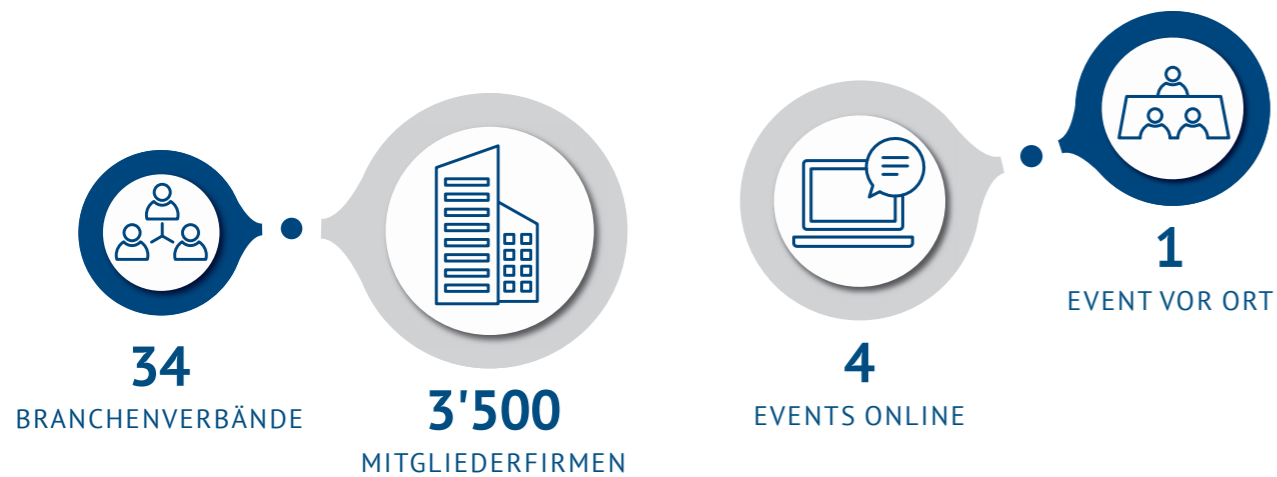 34
BRANCHENVERBÄNDE
3'500
MITGLIEDERFIRMEN
4
EVENTS ONLINE
1
EVENT VOR ORT